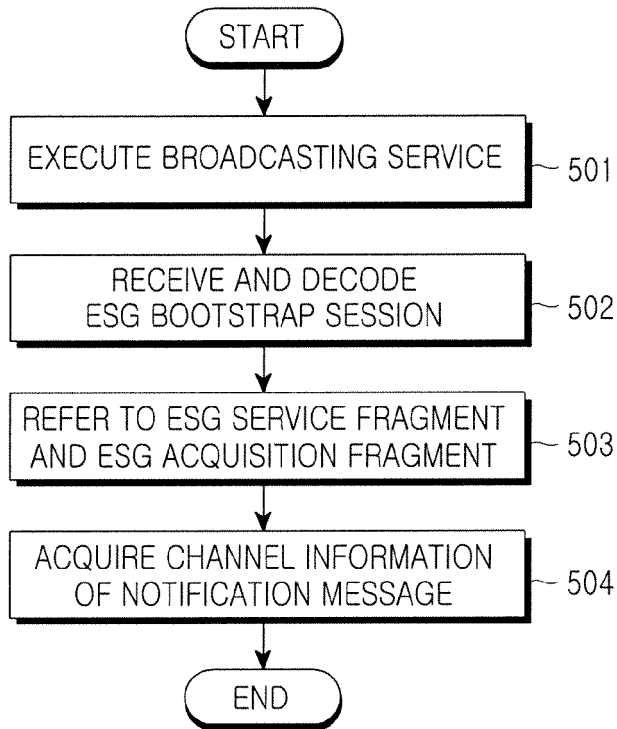 START
EXECUTE BROADCASTING SERVICE
501
RECEIVE AND DECODE
ESG BOOTSTRAP SESSION
502
REFER TO ESG SERVICE FRAGMENT
AND ESG ACQUISITION FRAGMENT
503
ACQUIRE CHANNEL INFORMATION
OF NOTIFICATION MESSAGE
504
END